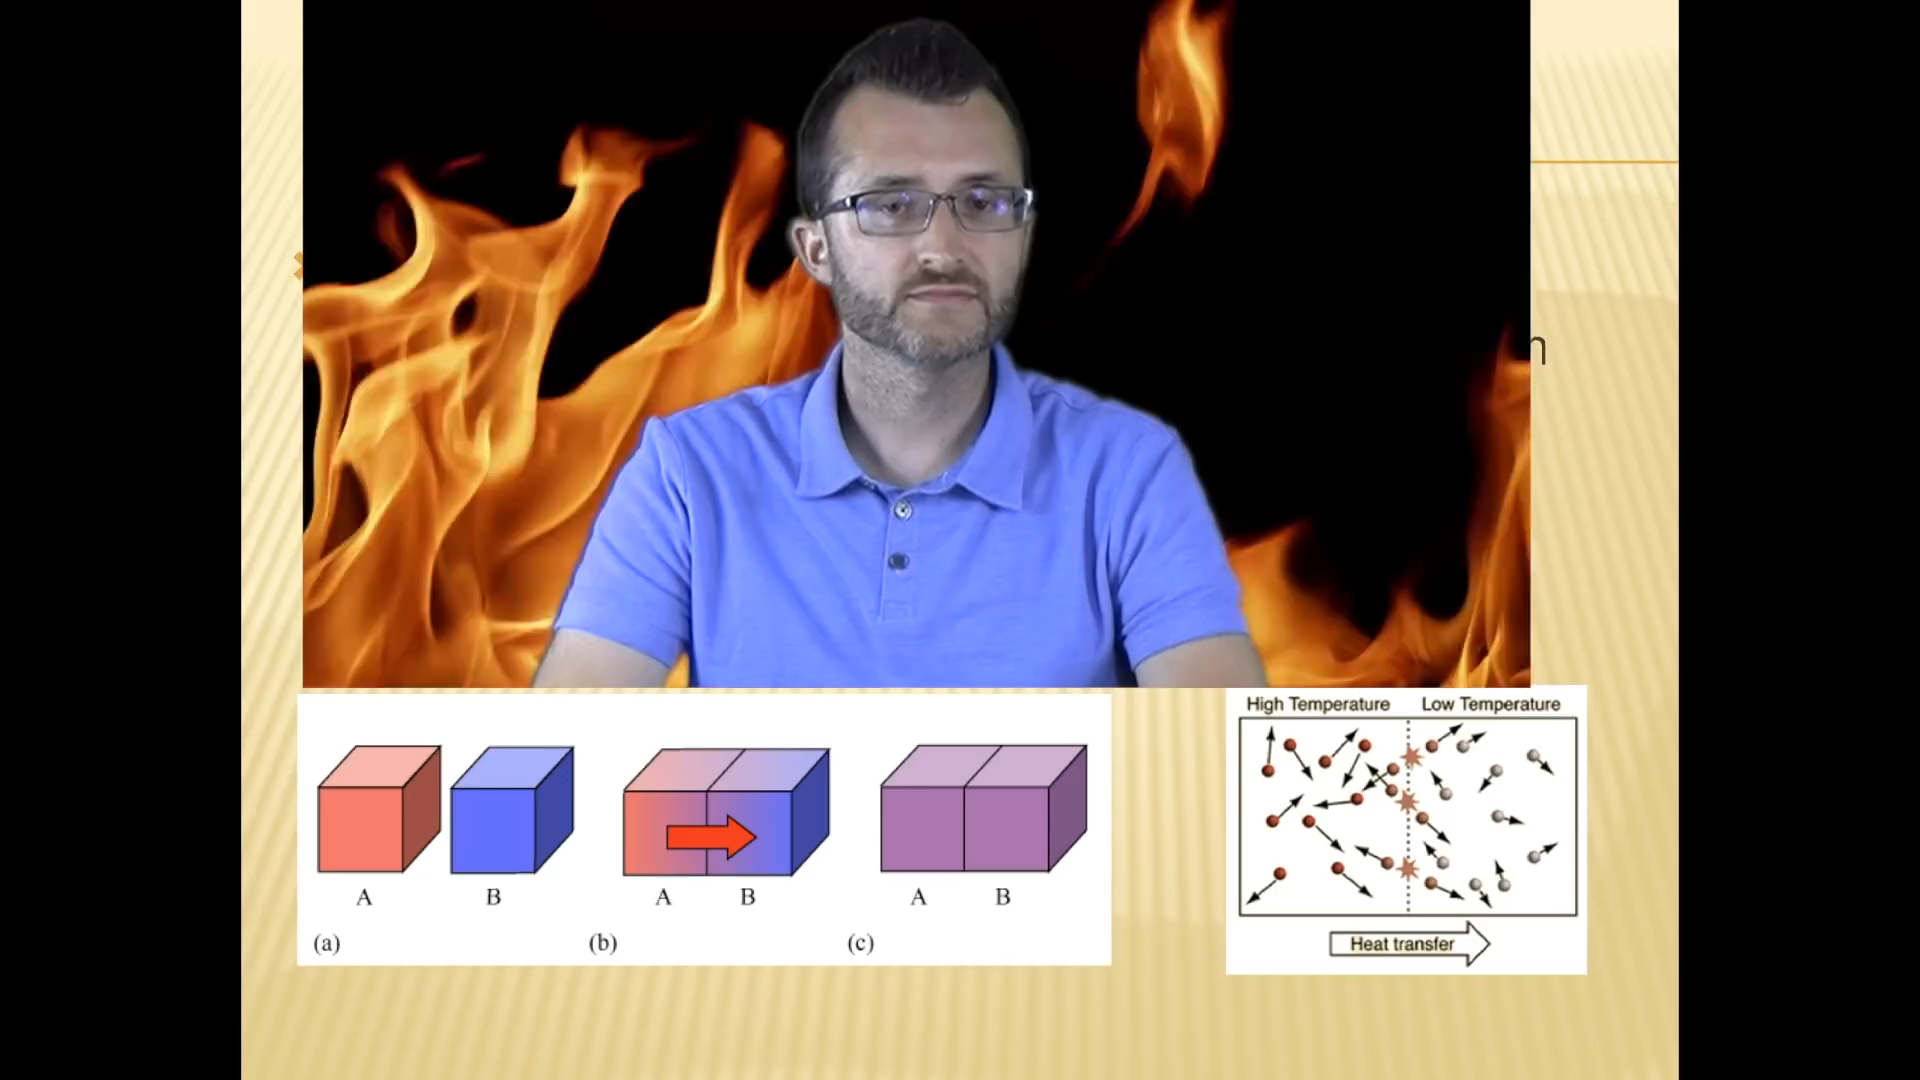 n
A
B
A
B
A
B
(a)
(b)
(c)
High Temperature
Low Temperature
Heat transfer